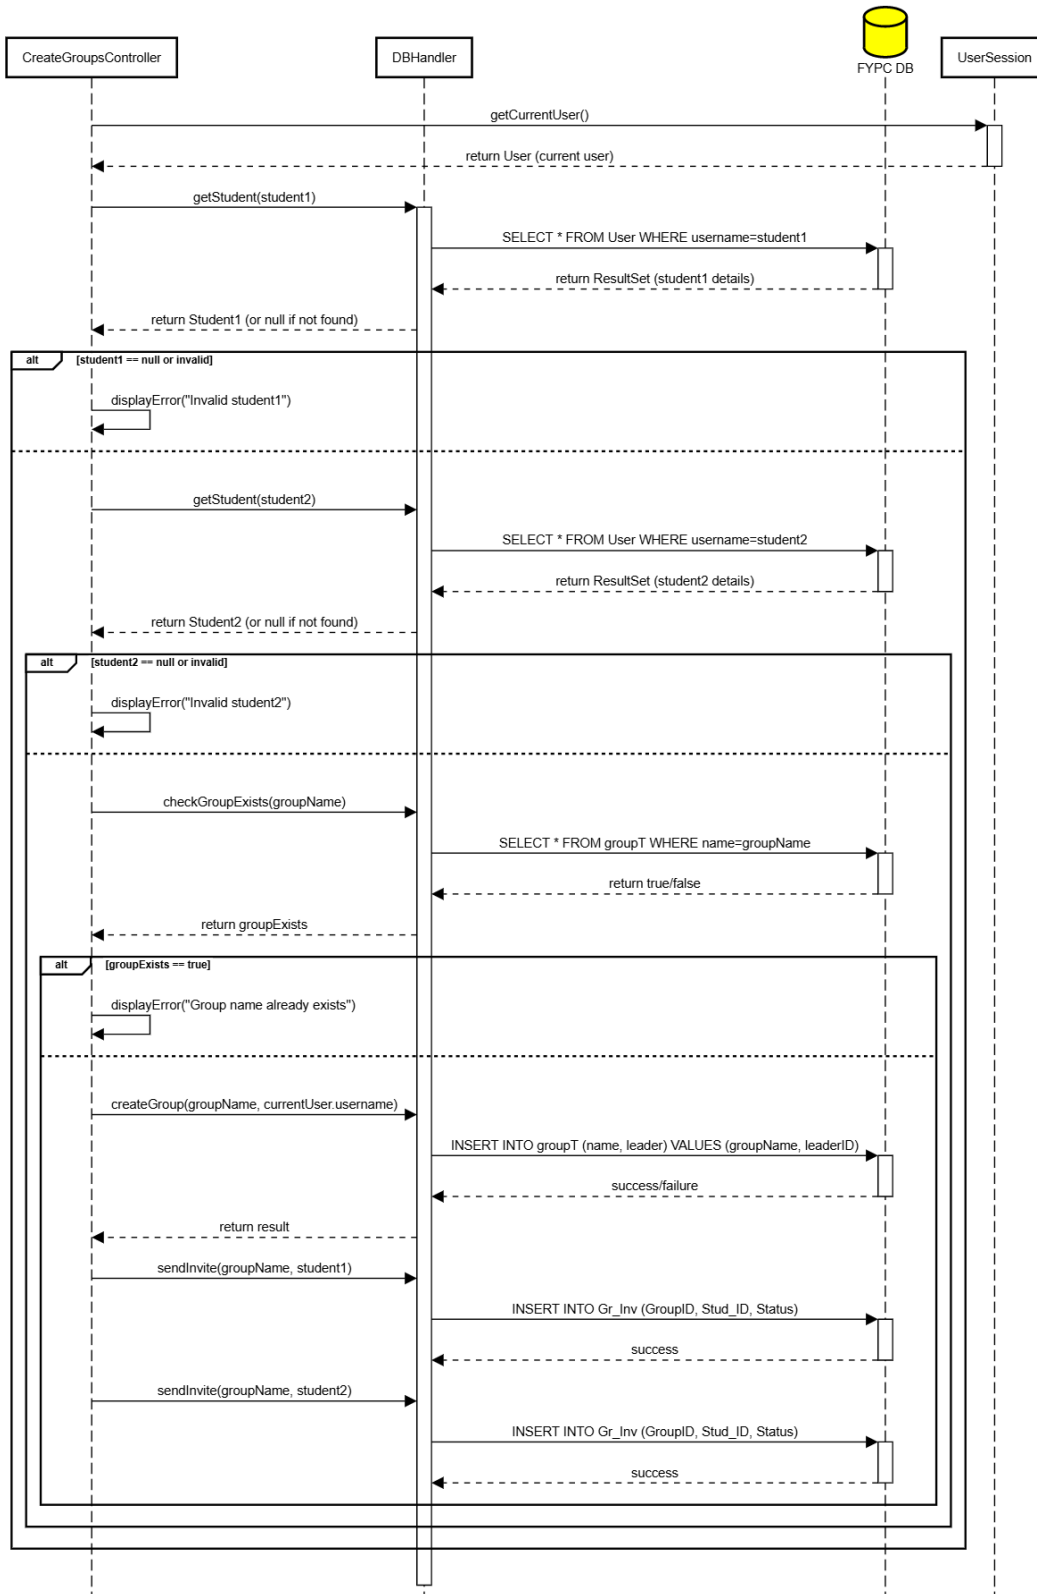 CreateGroupsController
DBHandler
FYPC DB
UserSession
getCurrentUser()
return User (current user)
getStudent(student1)
SELECT * FROM User WHERE username=student1
return ResultSet (student1 details)
return Student1 (or null if not found)
alt [student1 == null or invalid]
displayError("Invalid student1")
getStudent(student2)
SELECT * FROM User WHERE username=student2
return ResultSet (student2 details)
return Student2 (or null if not found)
alt [student2 == null or invalid]
displayError("Invalid student2")
checkGroupExists(groupName)
SELECT * FROM groupT WHERE name=groupName
return true/false
return groupExists
alt [groupExists == true]
displayError("Group name already exists")
createGroup(groupName, currentUser.username)
INSERT INTO groupT (name, leader) VALUES (groupName, leaderID)
success/failure
return result
sendInvite(groupName, student1)
INSERT INTO Gr_Inv (GroupID, Stud_ID, Status)
success
sendInvite(groupName, student2)
INSERT INTO Gr_Inv (GroupID, Stud_ID, Status)
success